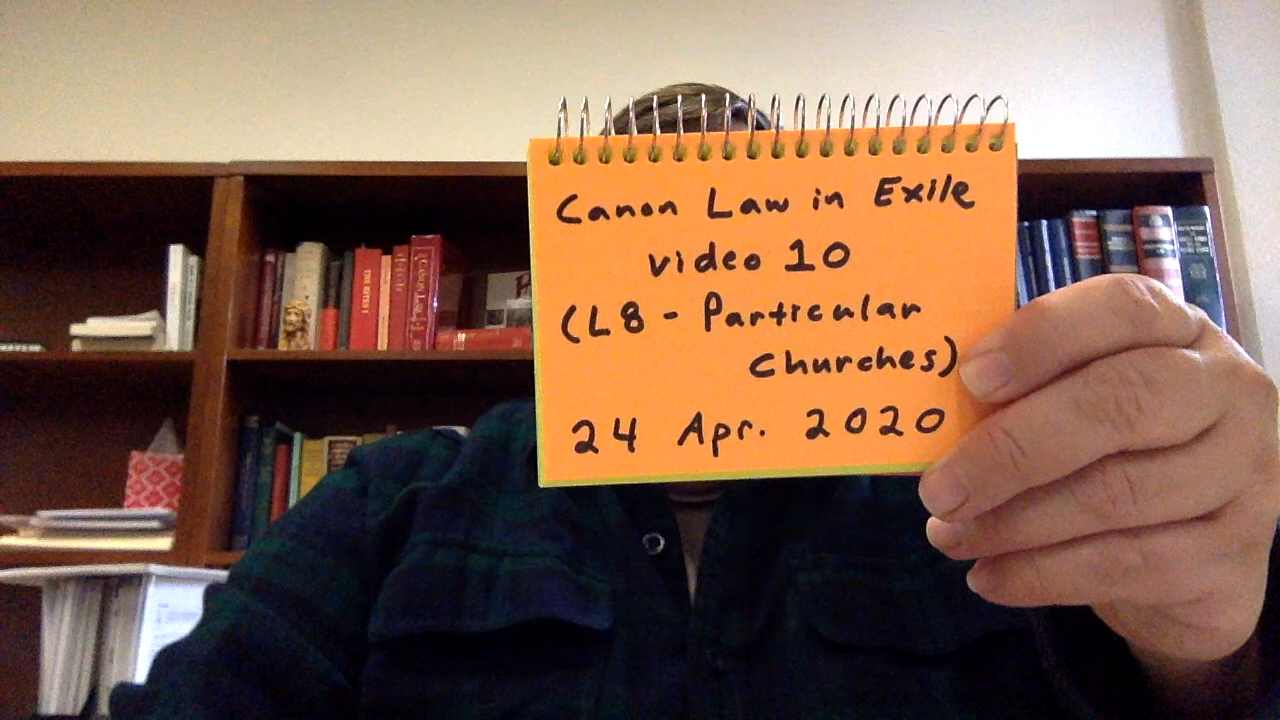 Canon Law in Exile
video 10
(L8 - Particular
Churches)
24 Apr. 2020